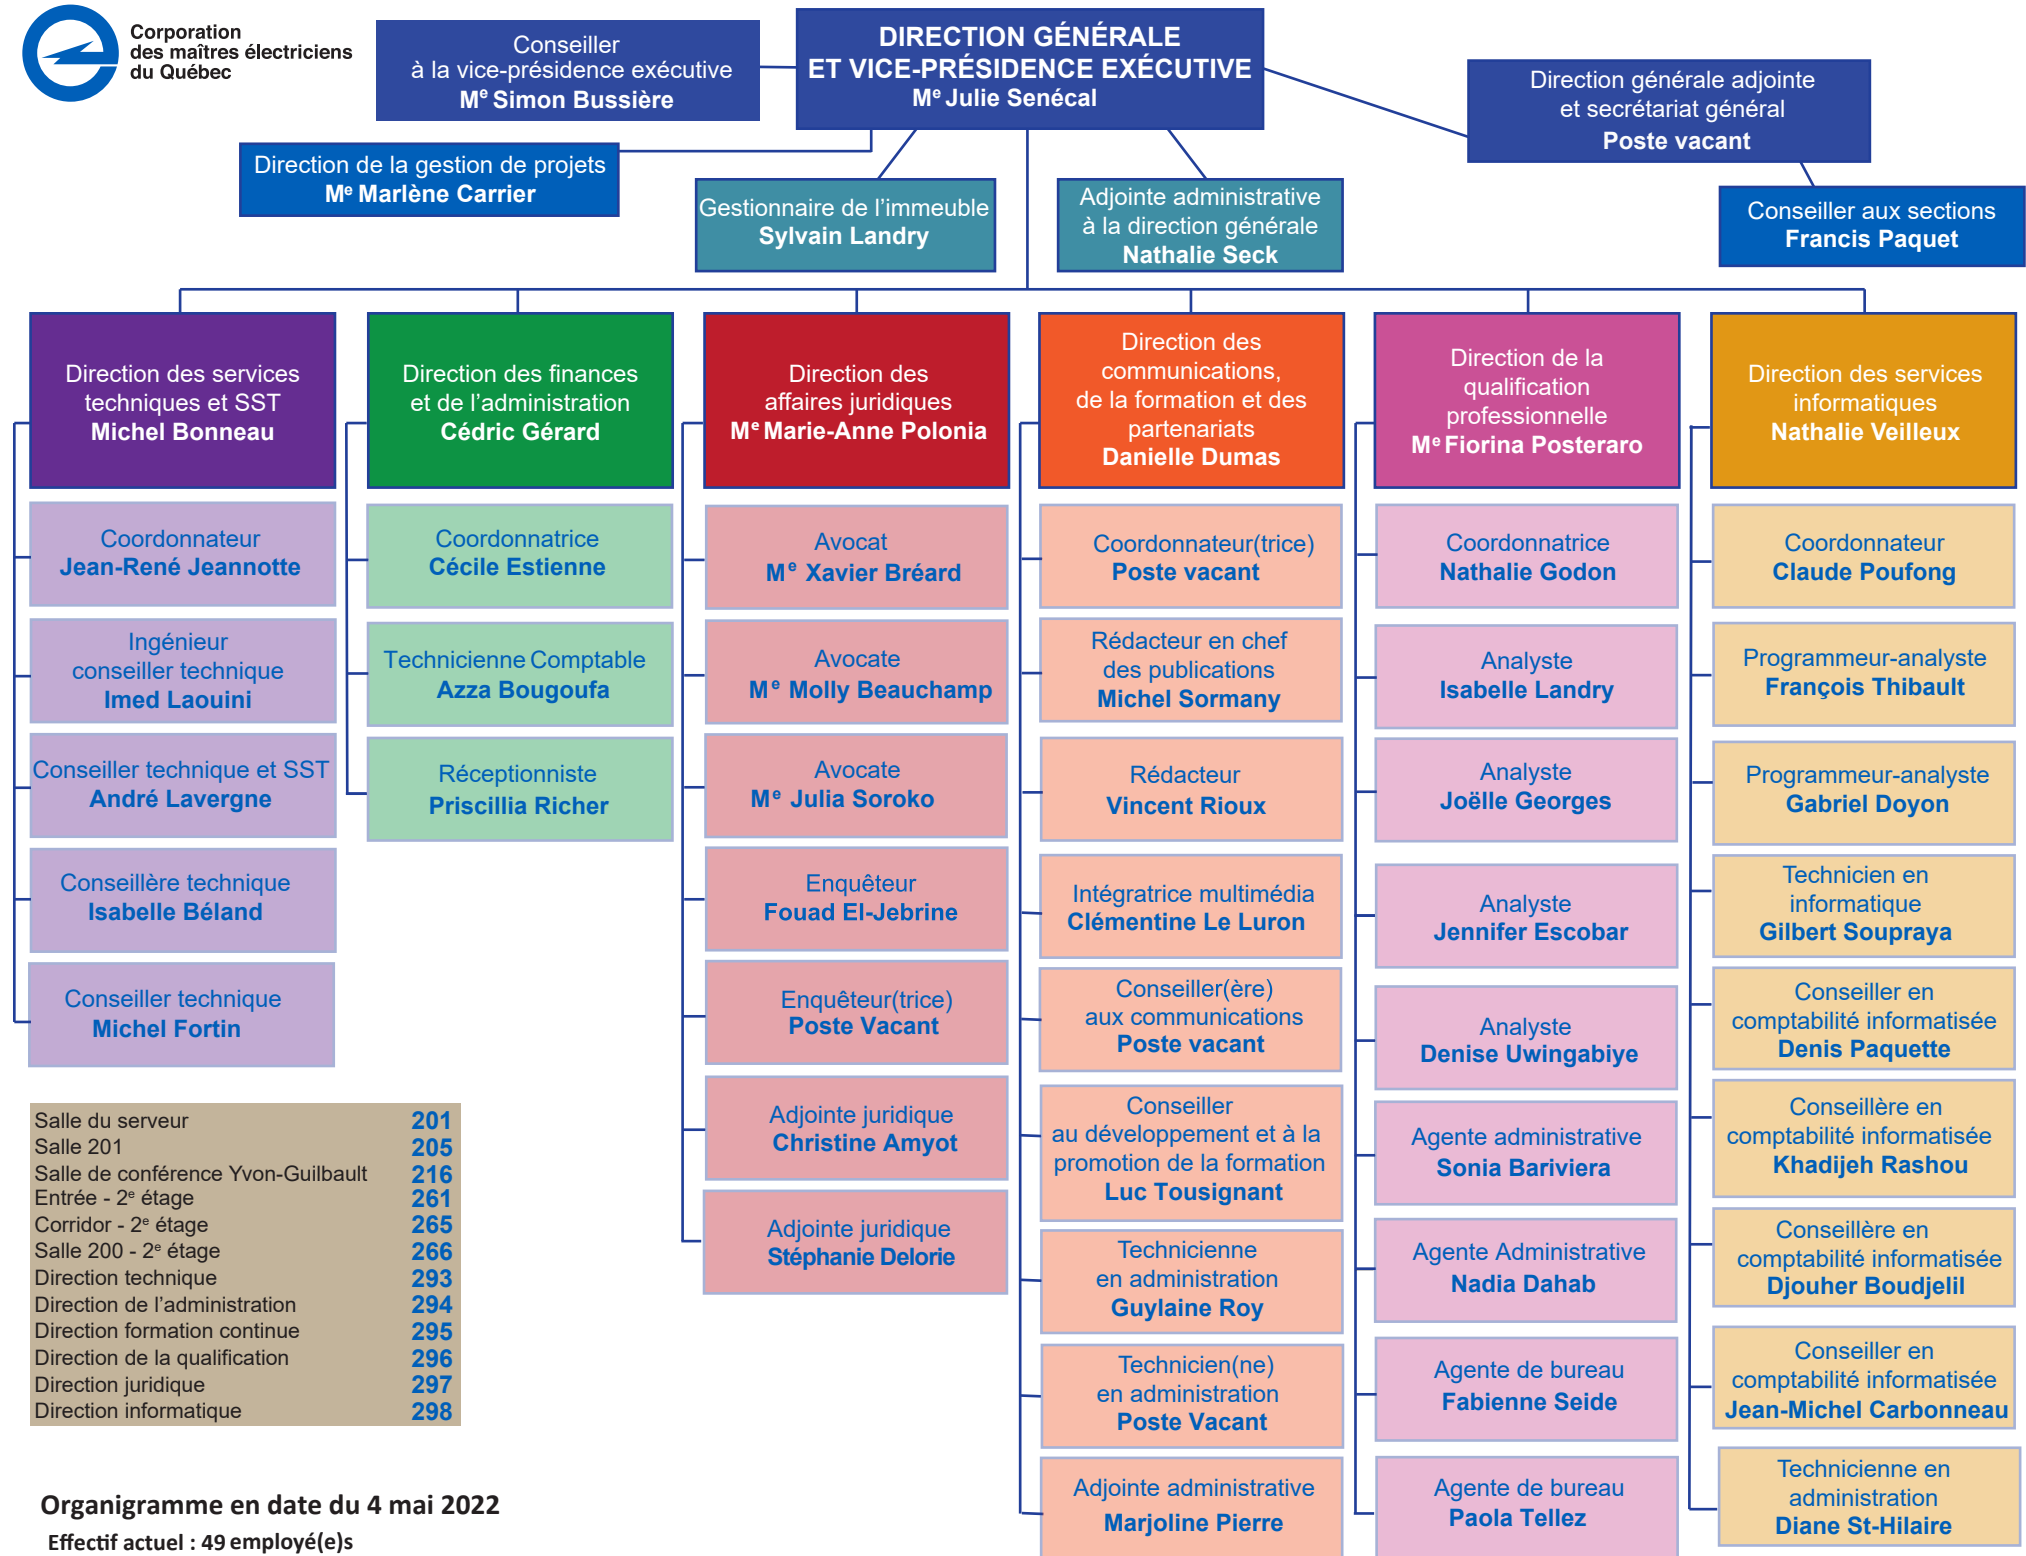 Corporation
des maîtres électriciens
du Québec
Conseiller
à la vice-présidence exécutive
Me Simon Bussière
DIRECTION GÉNÉRALE
ET VICE-PRÉSIDENCE EXÉCUTIVE
Me Julie Senécal
Direction générale adjointe
et secrétariat général
Poste vacant
Direction de la gestion de projets
Me Marlène Carrier
Gestionnaire de l'immeuble
Sylvain Landry
Adjointe administrative
à la direction générale
Nathalie Seck
Conseiller aux sections
Francis Paquet
Direction des services
techniques et SST
Michel Bonneau
Coordonnateur
Jean-René Jeannotte
Ingénieur
conseiller technique
Imed Laouini
Conseiller technique et SST
André Lavergne
Conseillère technique
Isabelle Béland
Conseiller technique
Michel Fortin
Direction des finances
et de l'administration
Cédric Gérard
Coordonnatrice
Cécile Estienne
Technicienne Comptable
Azza Bougoufa
Réceptionniste
Priscillia Richer
Direction des
affaires juridiques
Me Marie-Anne Polonia
Avocat
Me Xavier Bréard
Avocate
Me Molly Beauchamp
Avocate
Me Julia Soroko
Enquêteur
Fouad El-Jebrine
Enquêteur(trice)
Poste Vacant
Adjointe juridique
Christine Amyot
Adjointe juridique
Stéphanie Delorie
Direction des
communications,
de la formation et des
partenariats
Danielle Dumas
Coordonnateur(trice)
Poste vacant
Rédacteur en chef
des publications
Michel Sormany
Rédacteur
Vincent Rioux
Intégratrice multimédia
Clémentine Le Luron
Conseiller(ère)
aux communications
Poste vacant
Conseiller
au développement et à la
promotion de la formation
Luc Tousignant
Technicienne
en administration
Guylaine Roy
Technicien(ne)
en administration
Poste Vacant
Adjointe administrative
Marjoline Pierre
Direction de la
qualification
professionnelle
Me Fiorina Posteraro
Coordonnatrice
Nathalie Godon
Analyste
Isabelle Landry
Analyste
Joëlle Georges
Analyste
Jennifer Escobar
Analyste
Denise Uwingabiye
Agente administrative
Sonia Bariviera
Agente Administrative
Nadia Dahab
Agente de bureau
Fabienne Seide
Agente de bureau
Paola Tellez
Direction des services
informatiques
Nathalie Veilleux
Coordonnateur
Claude Poufong
Programmeur-analyste
François Thibault
Programmeur-analyste
Gabriel Doyon
Technicien en
informatique
Gilbert Soupraya
Conseiller en
comptabilité informatisée
Denis Paquette
Conseillère en
comptabilité informatisée
Khadijeh Rashou
Conseillère en
comptabilité informatisée
Djouher Boudjelil
Conseiller en
comptabilité informatisée
Jean-Michel Carbonneau
Technicienne en
administration
Diane St-Hilaire
Salle du serveur 201
Salle 201 205
Salle de conférence Yvon-Guilbault 216
Entrée - 2e étage 261
Corridor - 2e étage 265
Salle 200 - 2e étage 266
Direction technique 293
Direction de l'administration 294
Direction formation continue 295
Direction de la qualification 296
Direction juridique 297
Direction informatique 298
Organigramme en date du 4 mai 2022
Effectif actuel : 49 employé(e)s